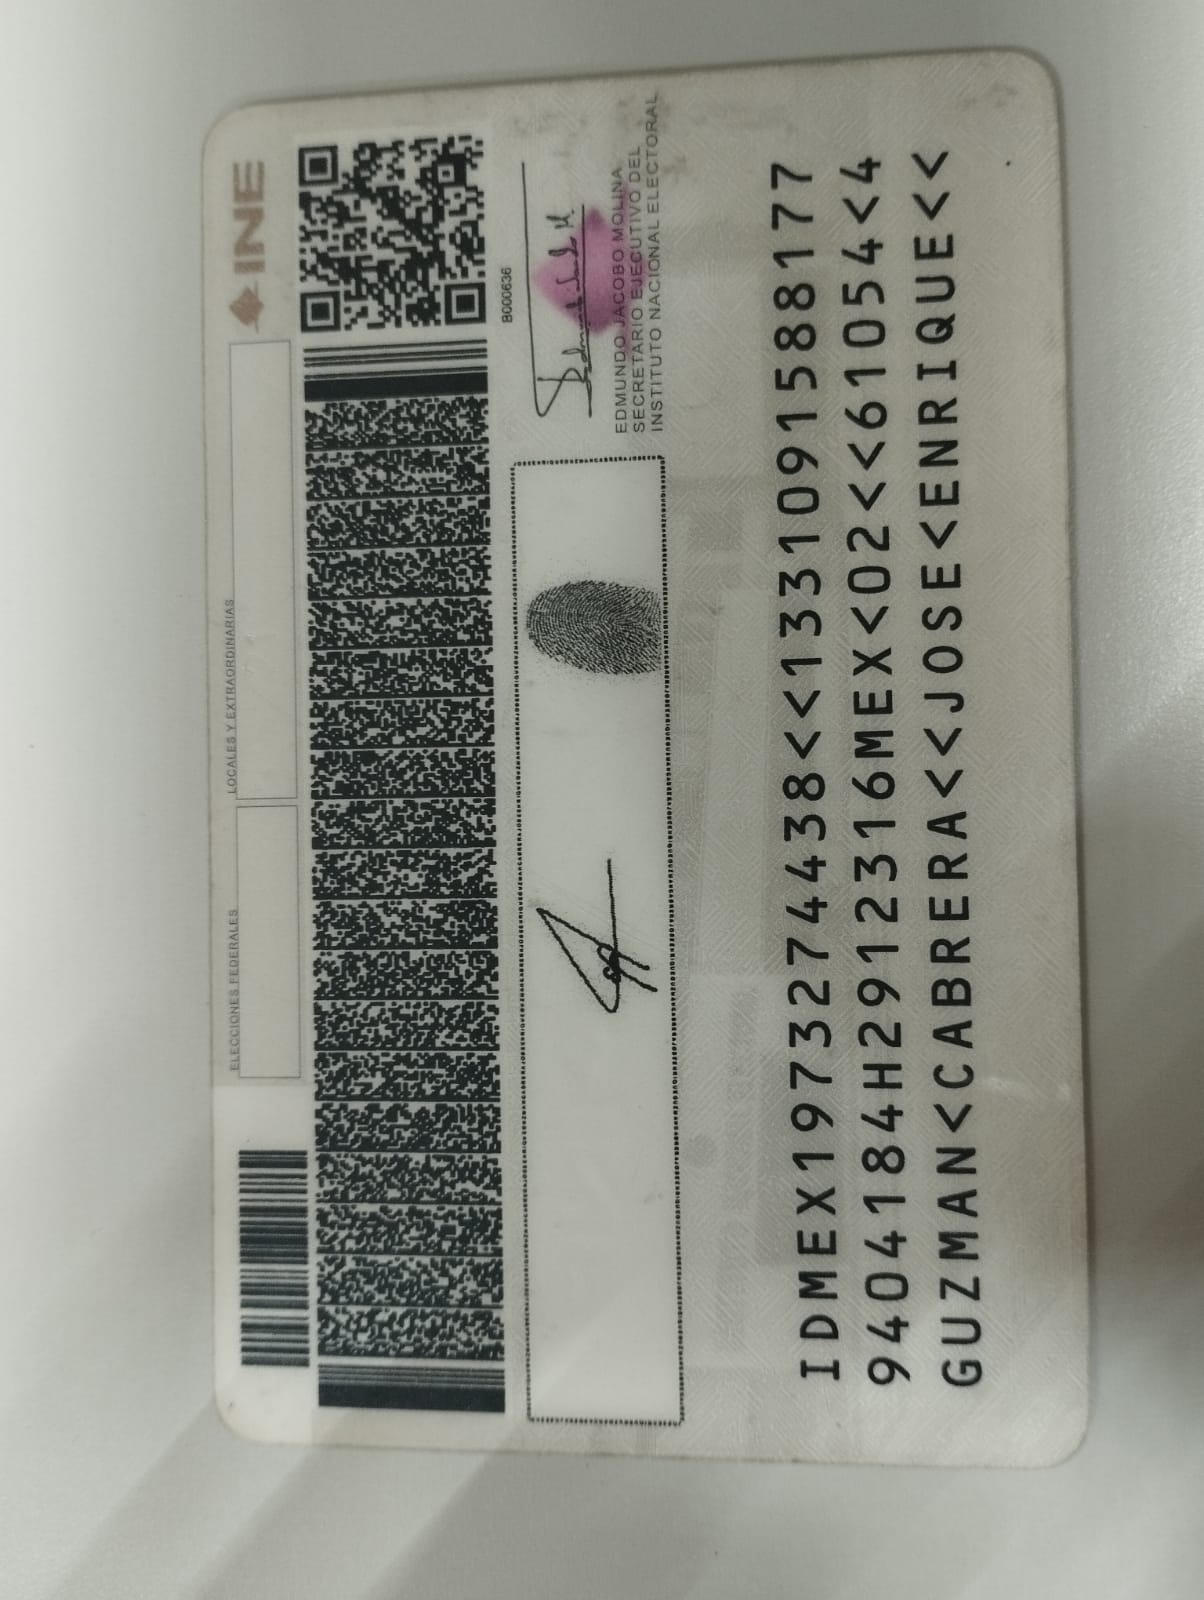 INE
ELECCIONES FEDERALES
LOCALES Y EXTRAORDINARIAS
B000636
EDMUNDO JACOBO MOLINA
SECRETARIO EJECUTIVO DEL
INSTITUTO NACIONAL ELECTORAL
IDMEX1973274438<<1331091588177
9404184H2912316MEX<02<<61054<4
GUZMAN<CABRERA<<JOSE<ENRIQUE<<